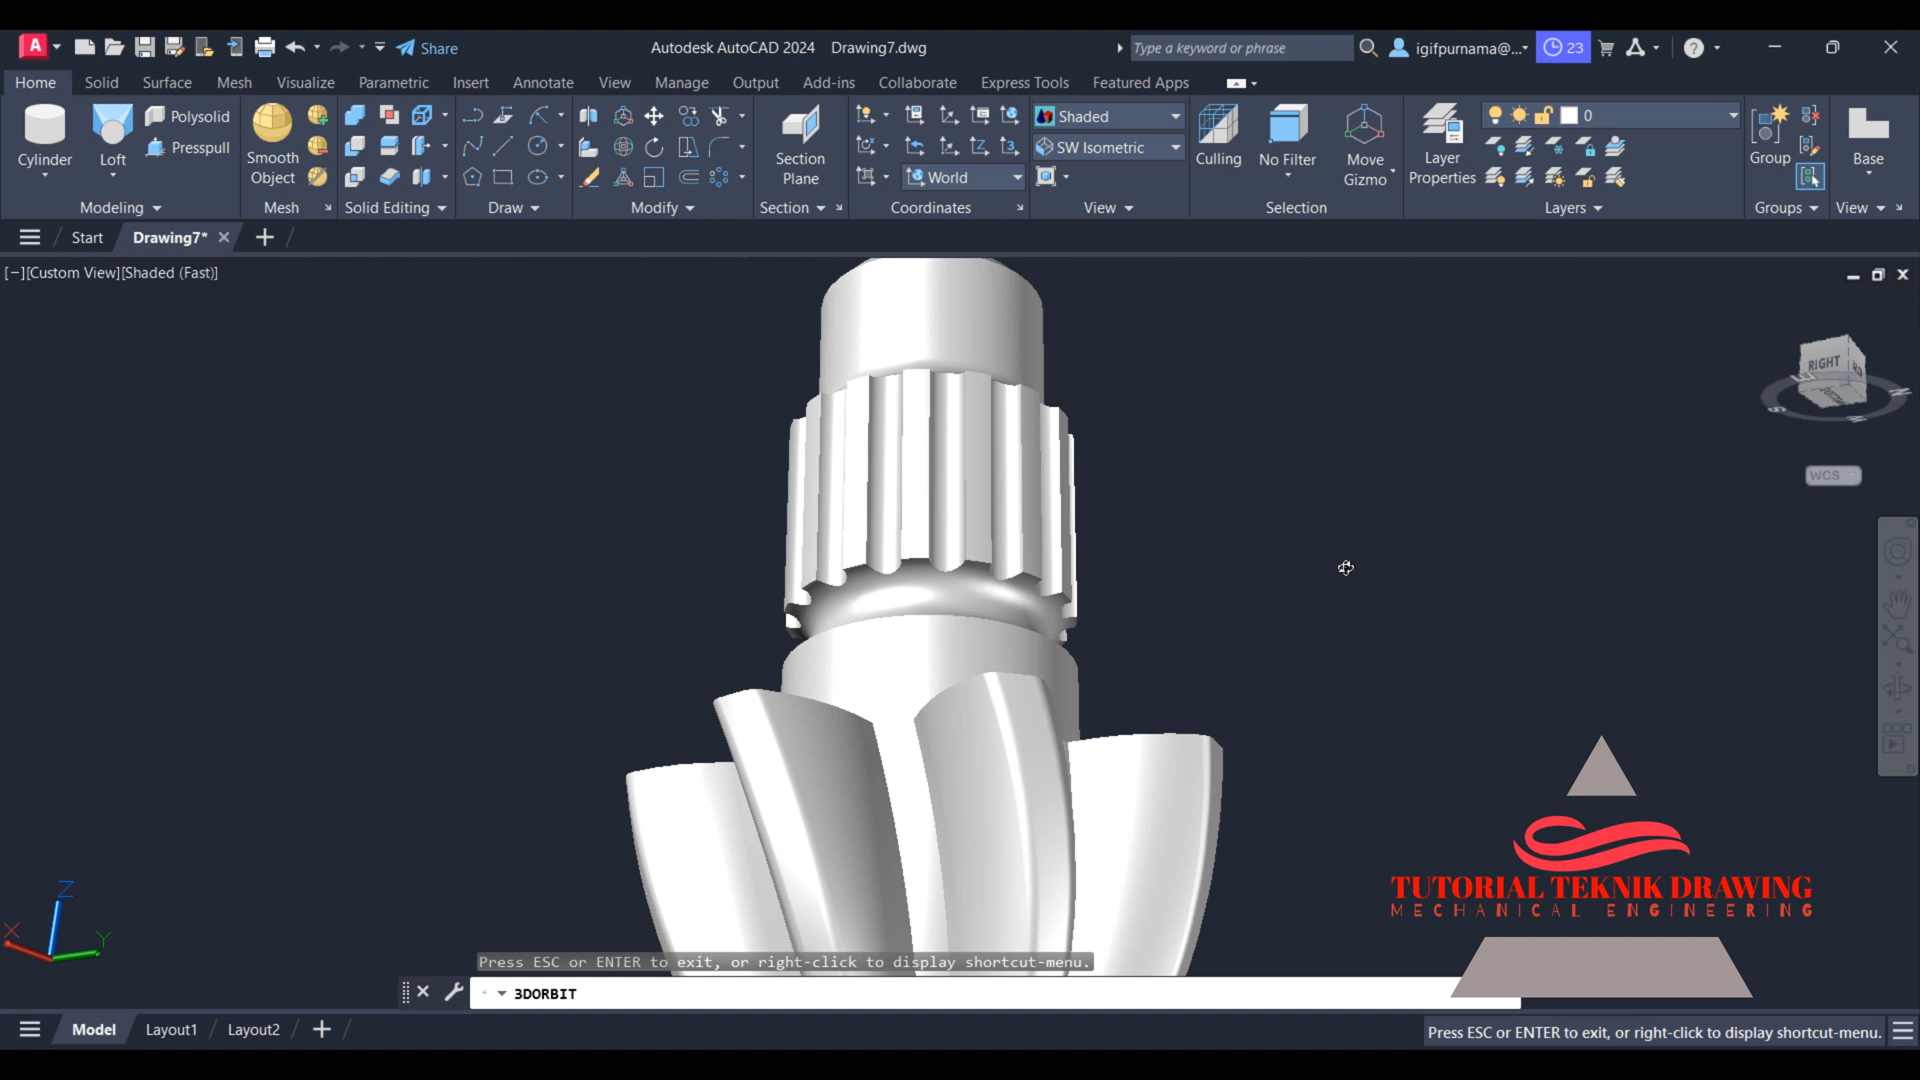 A Share Autodesk AutoCAD 2024 Drawing7.dwg Type a keyword or phrase igifpurnama@... 23 ?
Home Solid Surface Mesh Visualize Parametric Insert Annotate View Manage Output Add-ins Collaborate Express Tools Featured Apps
Cylinder Loft Polysolid Presspull
Smooth Object
Section Plane
World
Shaded
SW Isometric
Culling No Filter Move Gizmo
Layer Properties
0
Group Base
Modeling Mesh Solid Editing Draw Modify Section Coordinates View Selection Layers Groups View
Start Drawing7* +
[−][Custom View][Shaded (Fast)]
RIGHT
WCS
TUTORIAL TEKNIK DRAWING
MECHANICAL ENGINEERING
Z
X Y
Press ESC or ENTER to exit, or right-click to display shortcut-menu.
3DORBIT
Model Layout1 Layout2 +
Press ESC or ENTER to exit, or right-click to display shortcut-menu.